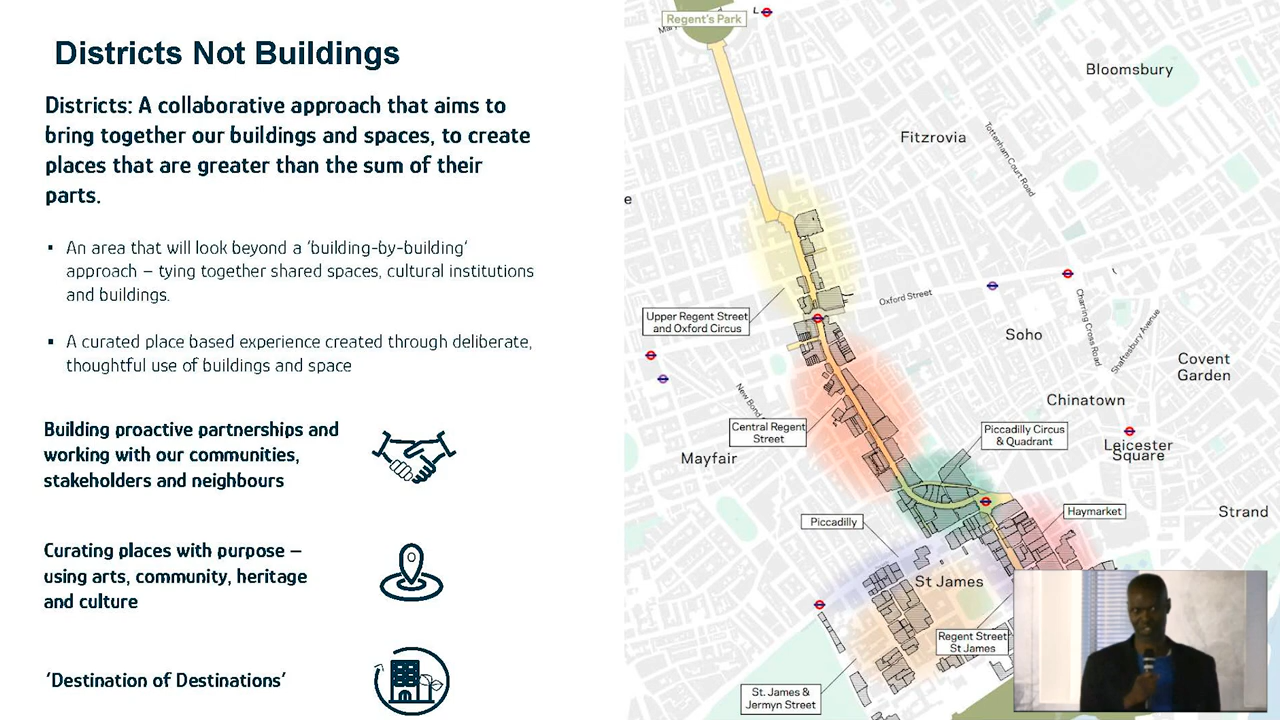 Districts Not Buildings
Districts: A collaborative approach that aims to
bring together our buildings and spaces, to create
places that are greater than the sum of their
parts.
▪ An area that will look beyond a ‘building-by-building’
approach – tying together shared spaces, cultural institutions
and buildings.
▪ A curated place based experience created through deliberate,
thoughtful use of buildings and space
Building proactive partnerships and
working with our communities,
stakeholders and neighbours
Curating places with purpose –
using arts, community, heritage
and culture
‘Destination of Destinations’
Regent's Park
Bloomsbury
Fitzrovia
Tottenham Court Road
e
Oxford Street
Upper Regent Street
and Oxford Circus
Soho
Charring Cross Road
Shaftesbury Avenue
Covent
Garden
Chinatown
New Bond
Central Regent
Street
Piccadilly Circus
& Quadrant
Mayfair
Leicester
Square
Piccadilly
Haymarket
Strand
St James
Regent Street
St James
St. James &
Jermyn Street